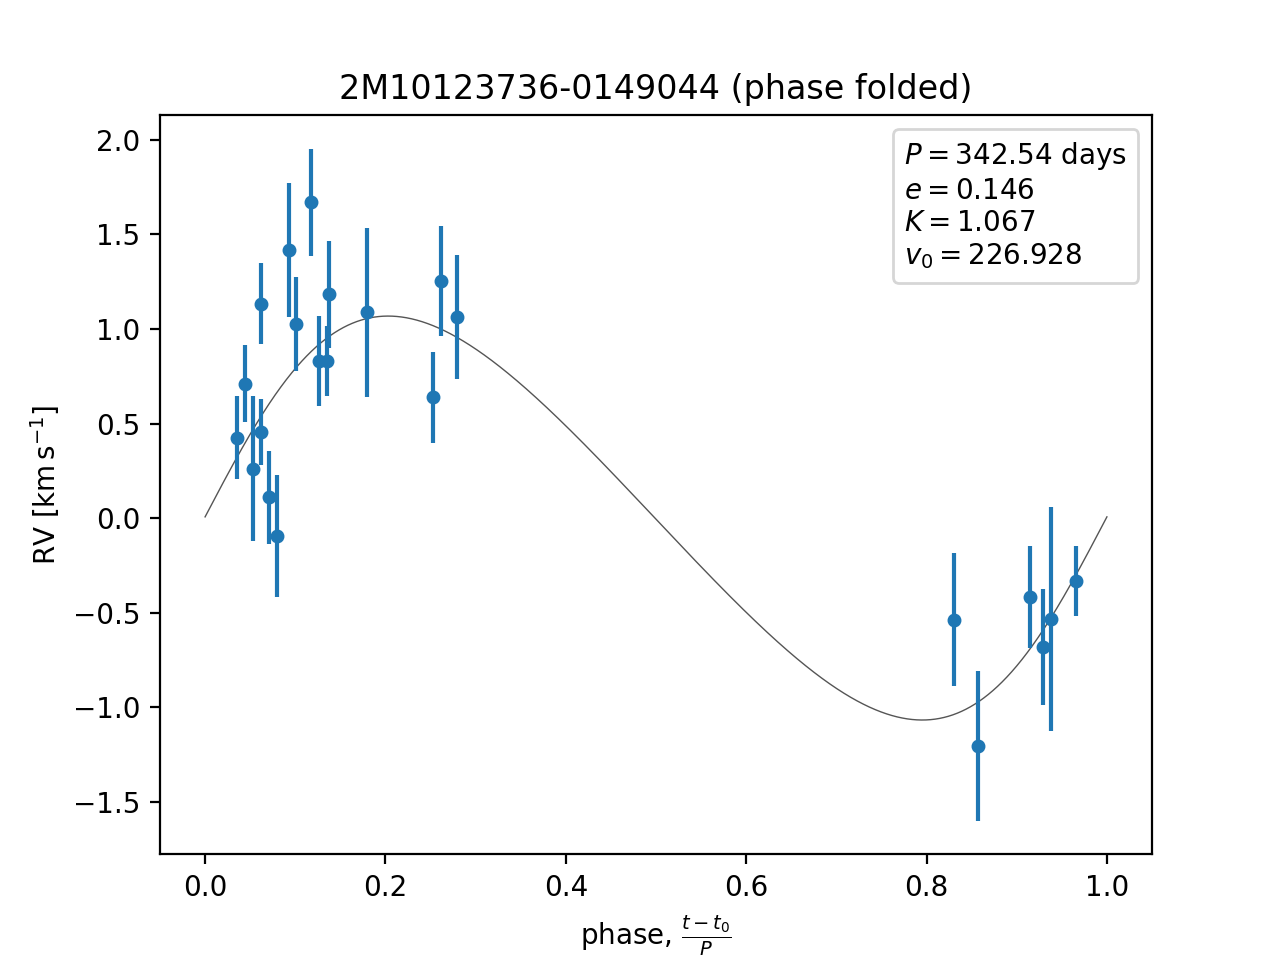 2M10123736-0149044 (phase folded)
P = 342.54 days
e = 0.146
K = 1.067
v₀ = 226.928
2.0
1.5
1.0
0.5
0.0
−0.5
−1.0
−1.5
RV [km s⁻¹]
0.0 0.2 0.4 0.6 0.8 1.0
phase, (t − t₀)/P